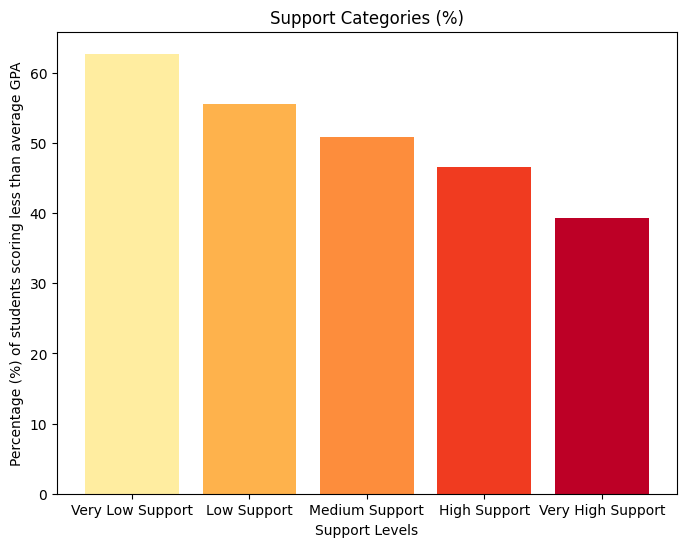 Support Categories (%)
Percentage (%) of students scoring less than average GPA
60
50
40
30
20
10
0
Very Low Support
Low Support
Medium Support
High Support
Very High Support
Support Levels